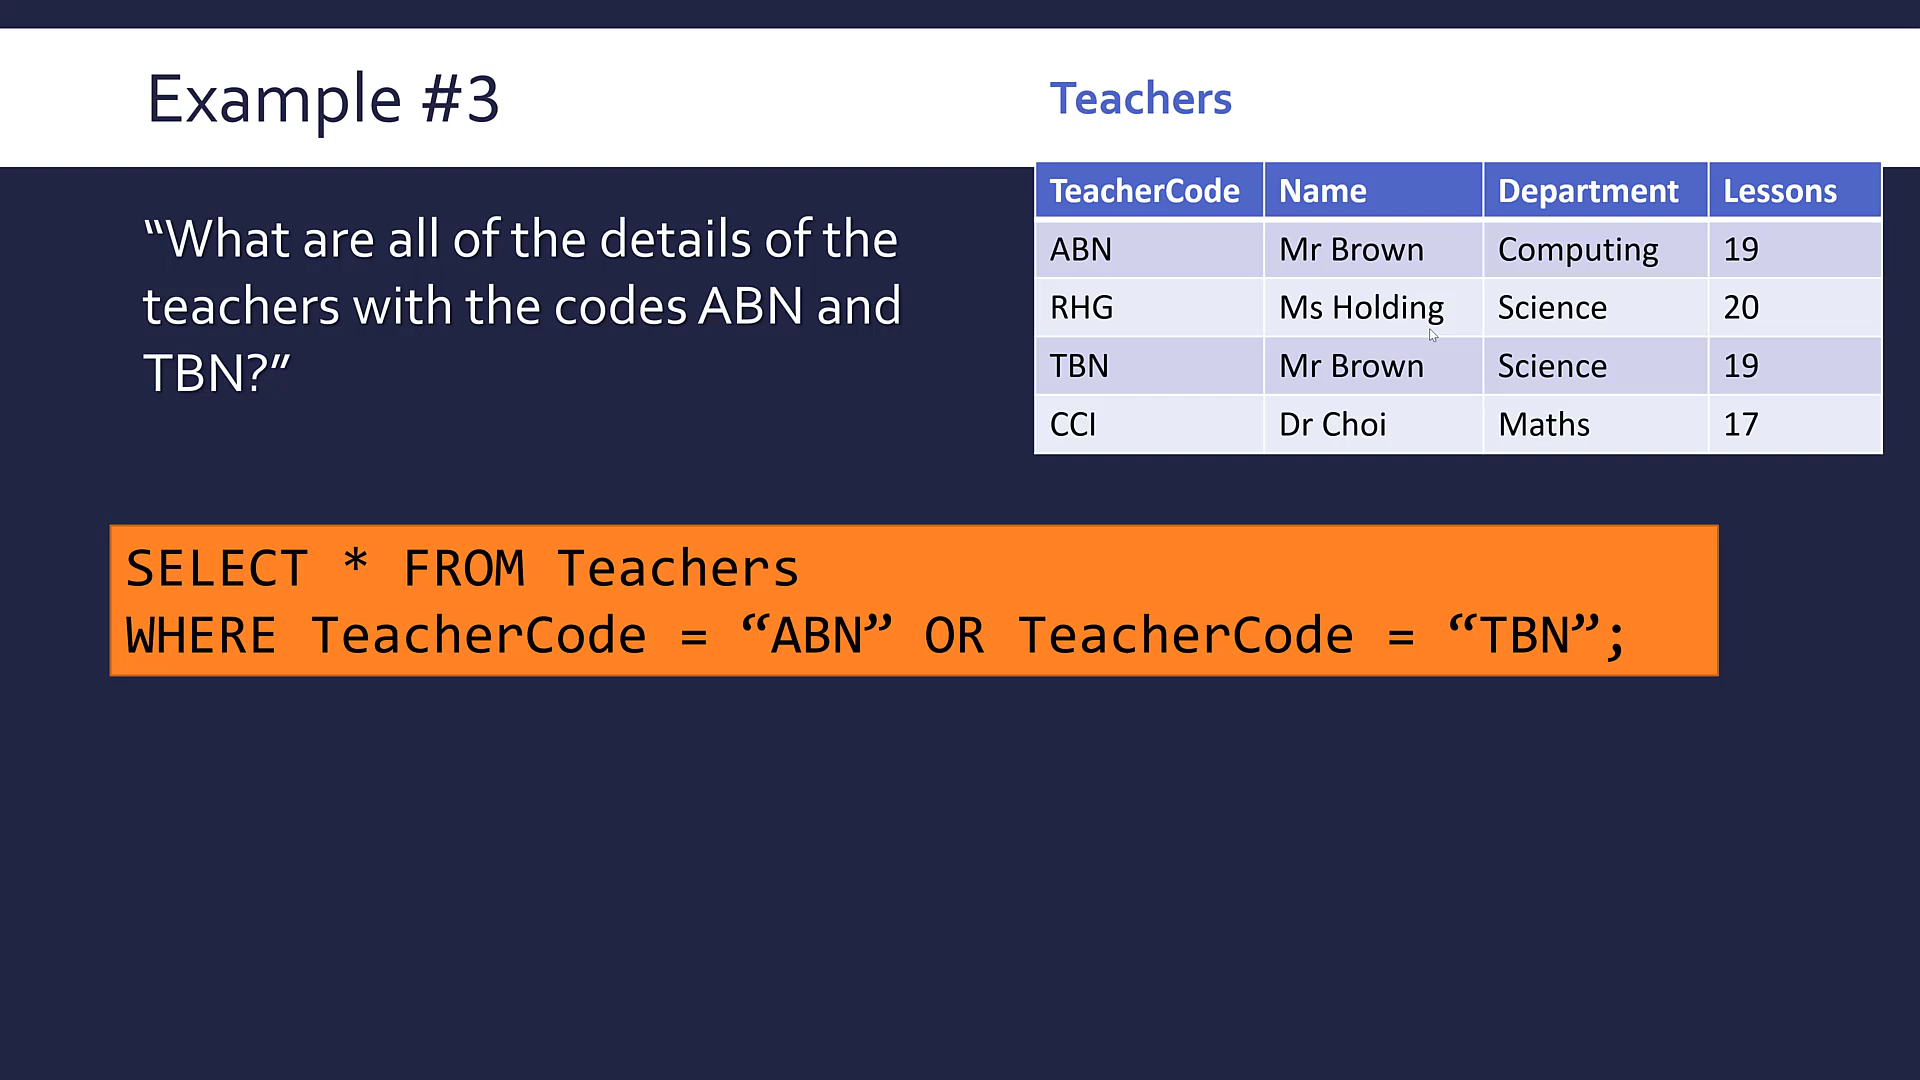 Example #3
Teachers
“What are all of the details of the
teachers with the codes ABN and
TBN?”
TeacherCode Name Department Lessons
ABN Mr Brown Computing 19
RHG Ms Holding Science 20
TBN Mr Brown Science 19
CCI Dr Choi Maths 17
SELECT * FROM Teachers
WHERE TeacherCode = “ABN” OR TeacherCode = “TBN”;